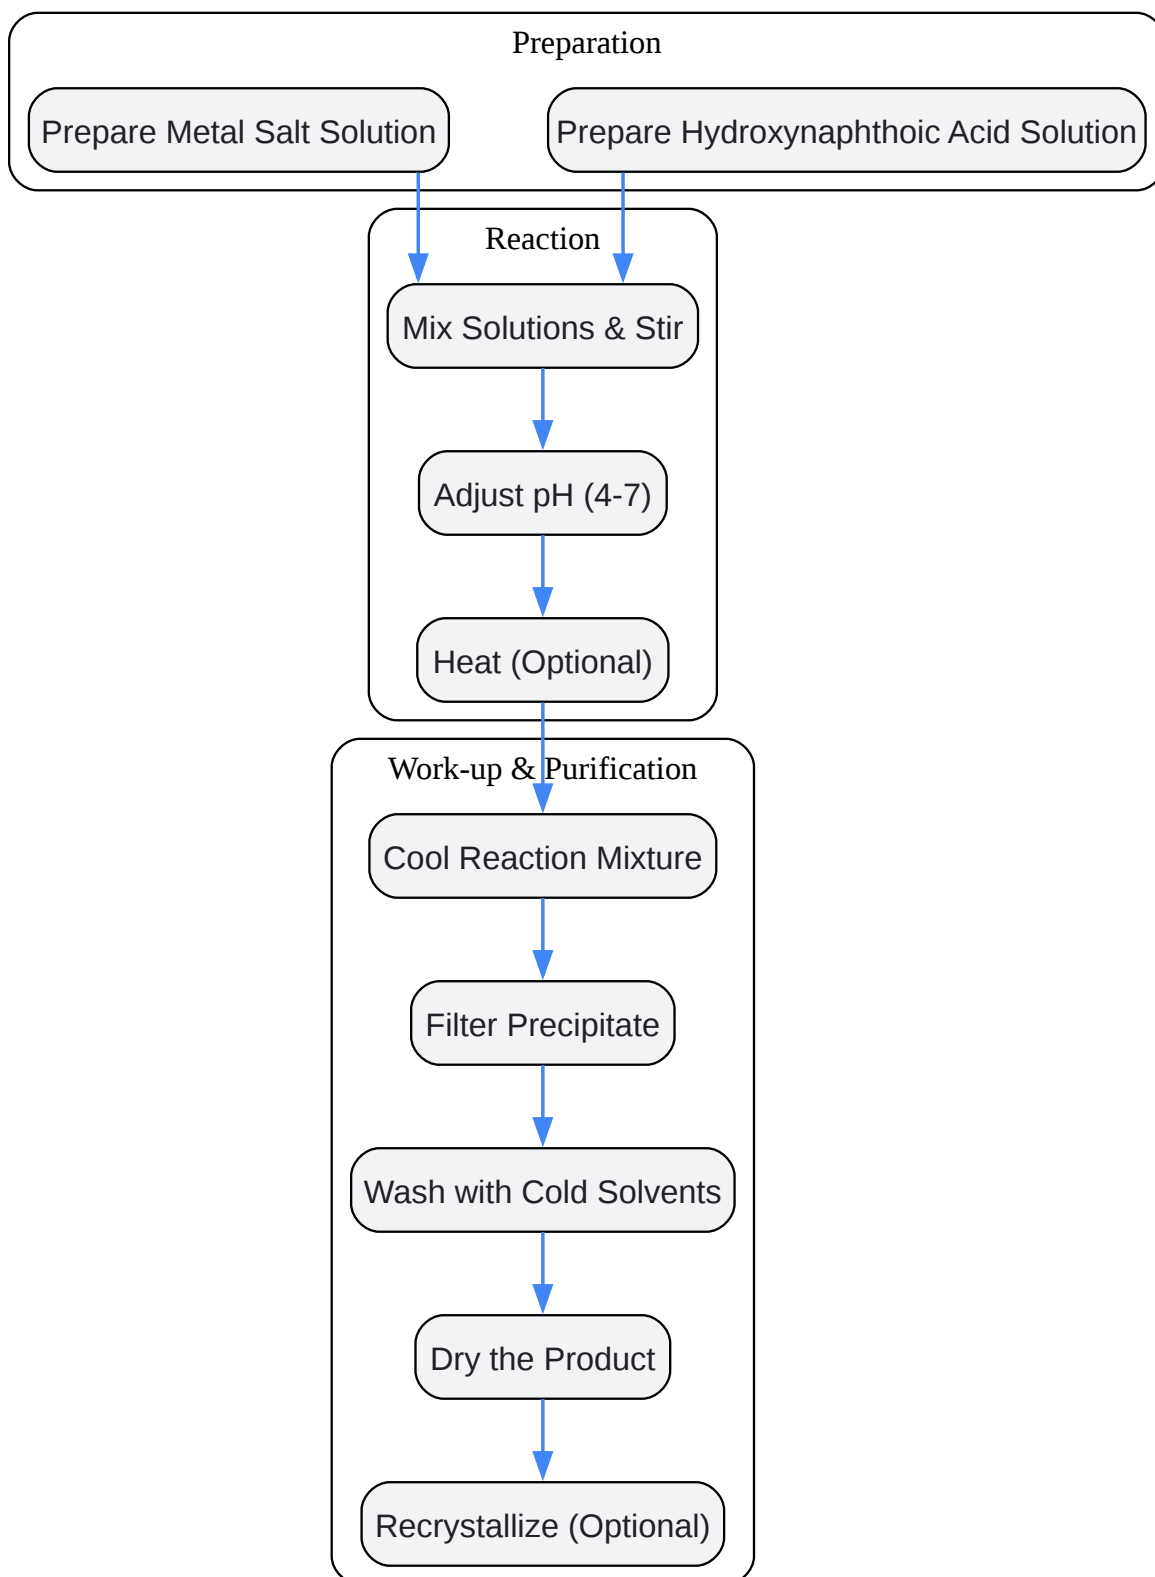 Preparation
Prepare Metal Salt Solution
Prepare Hydroxynaphthoic Acid Solution
Reaction
Mix Solutions & Stir
Adjust pH (4-7)
Heat (Optional)
Work-up & Purification
Cool Reaction Mixture
Filter Precipitate
Wash with Cold Solvents
Dry the Product
Recrystallize (Optional)